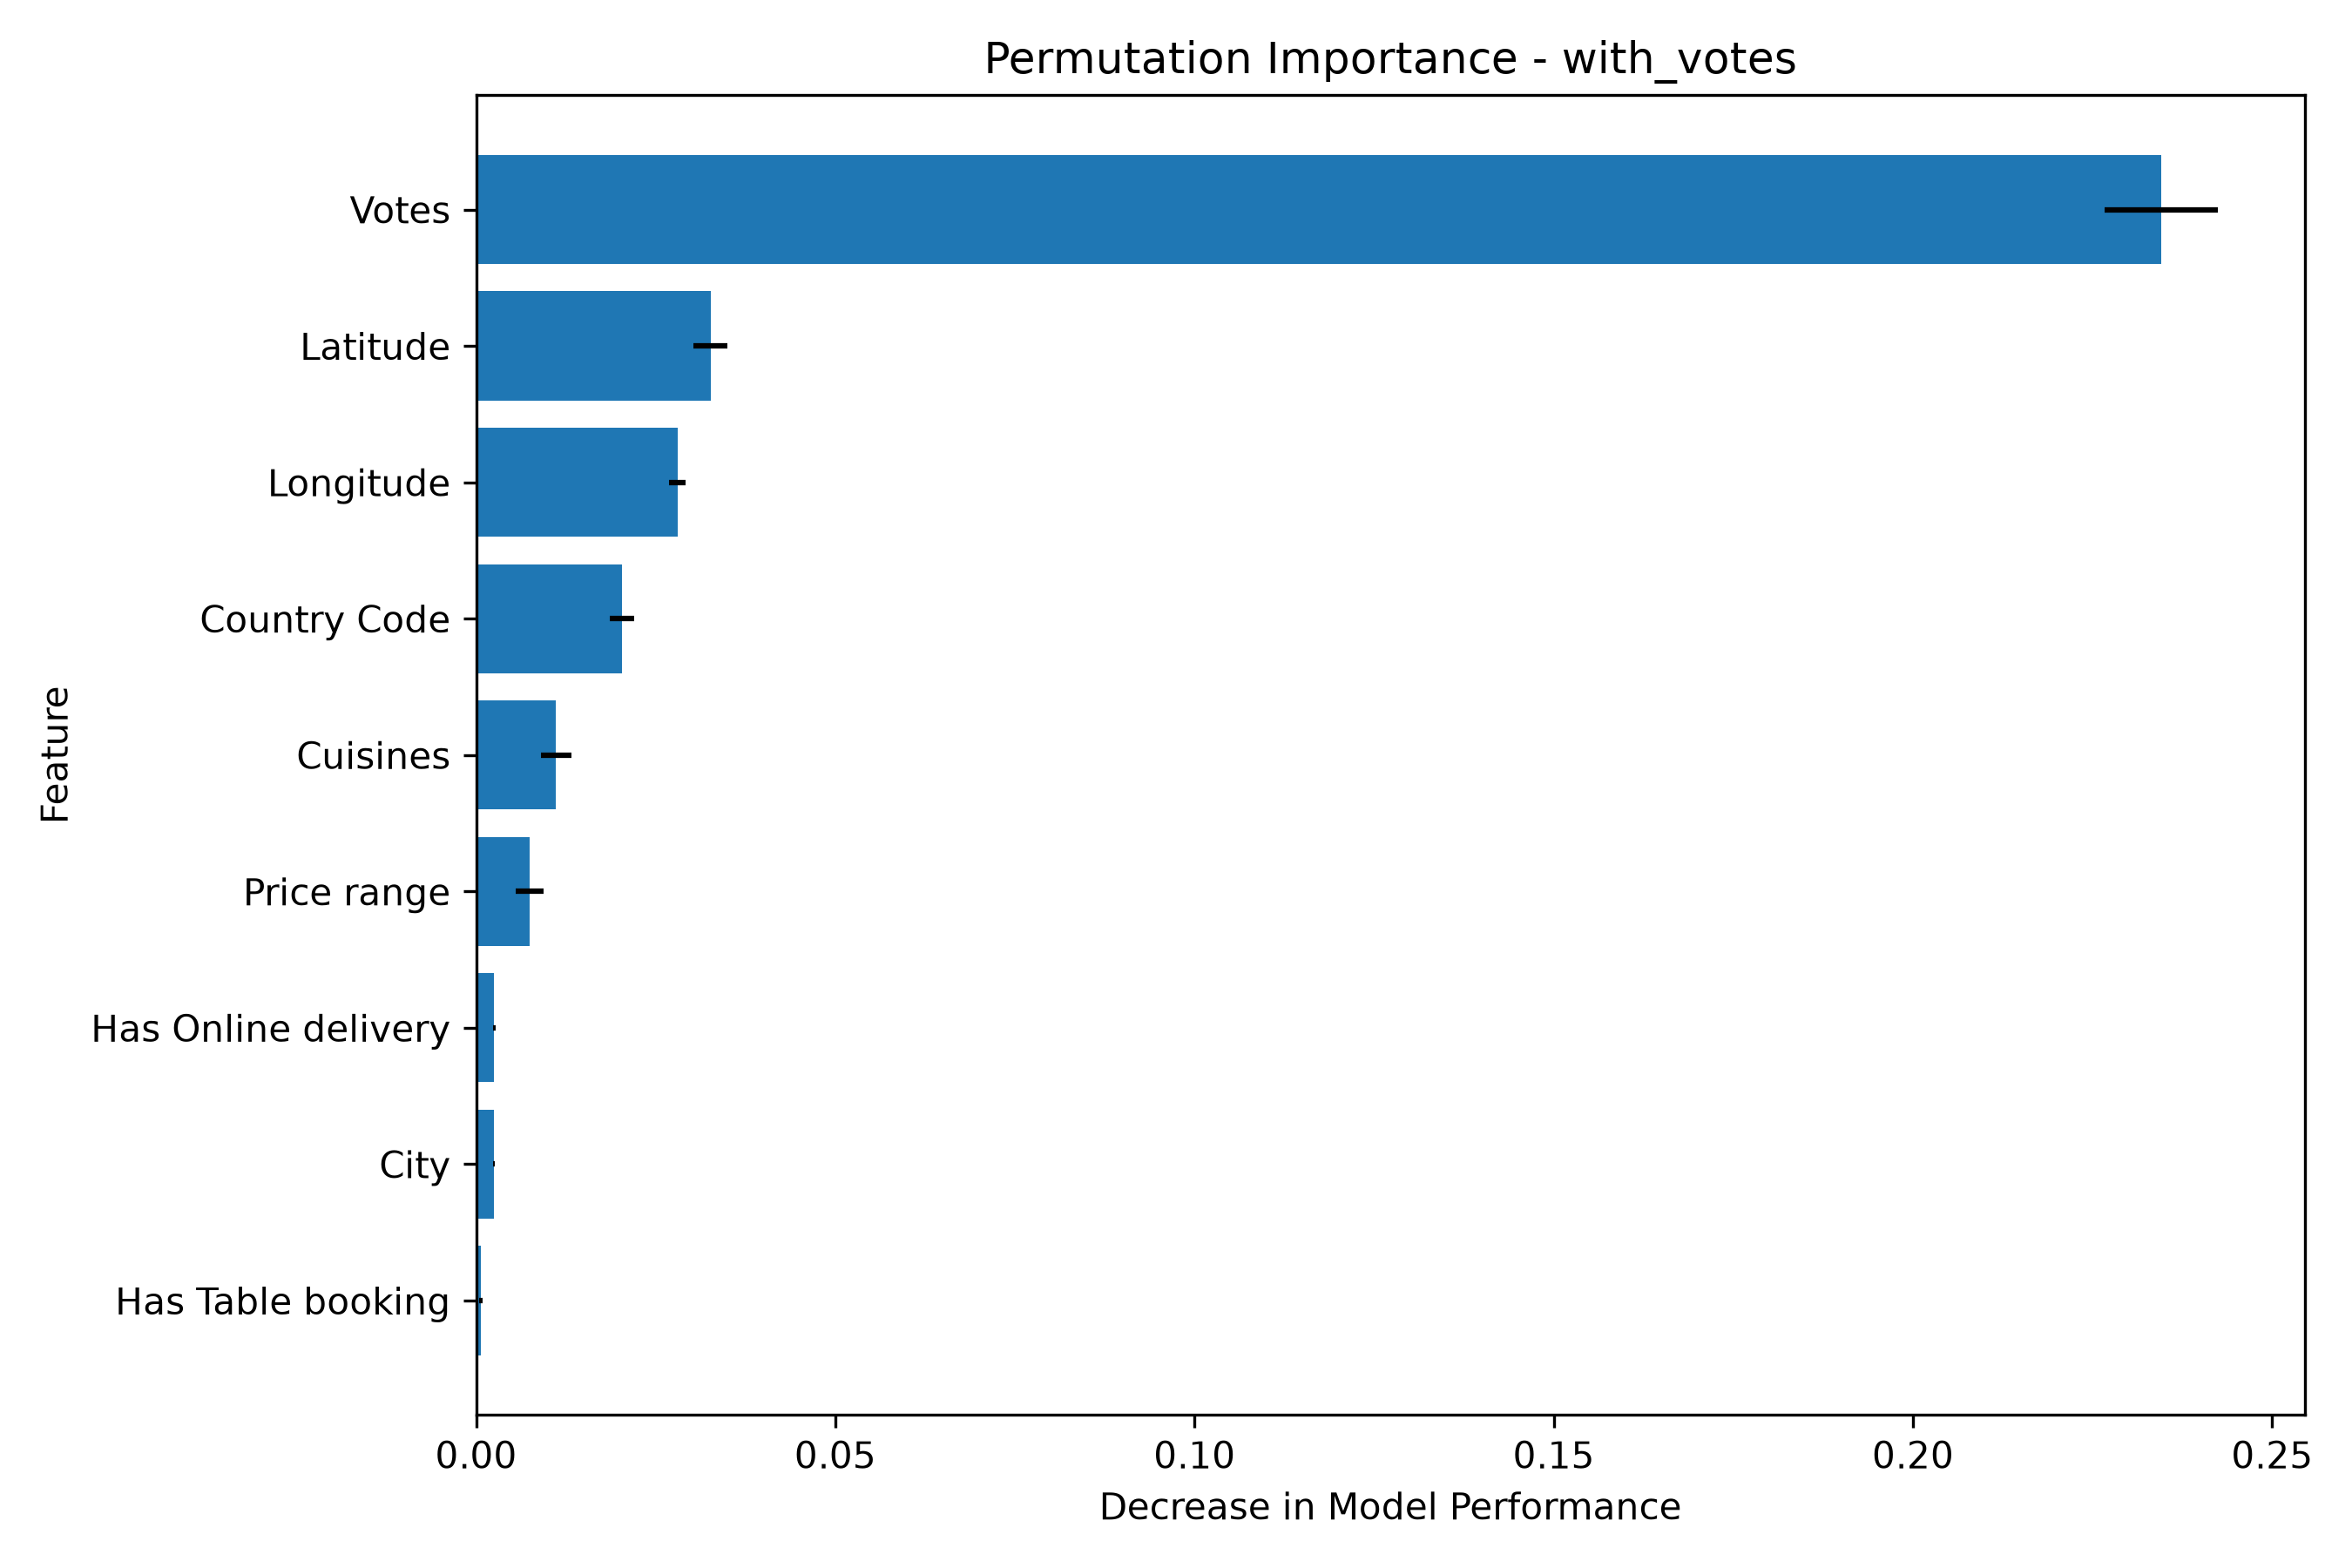 Permutation Importance - with_votes
Votes
Latitude
Longitude
Country Code
Cuisines
Price range
Has Online delivery
City
Has Table booking
Feature
0.00 0.05 0.10 0.15 0.20 0.25
Decrease in Model Performance